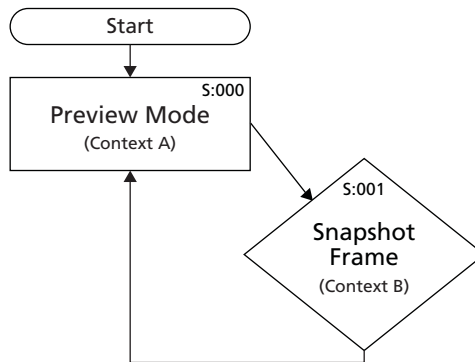 Start
S:000
Preview Mode
(Context A)
S:001
Snapshot
Frame
(Context B)